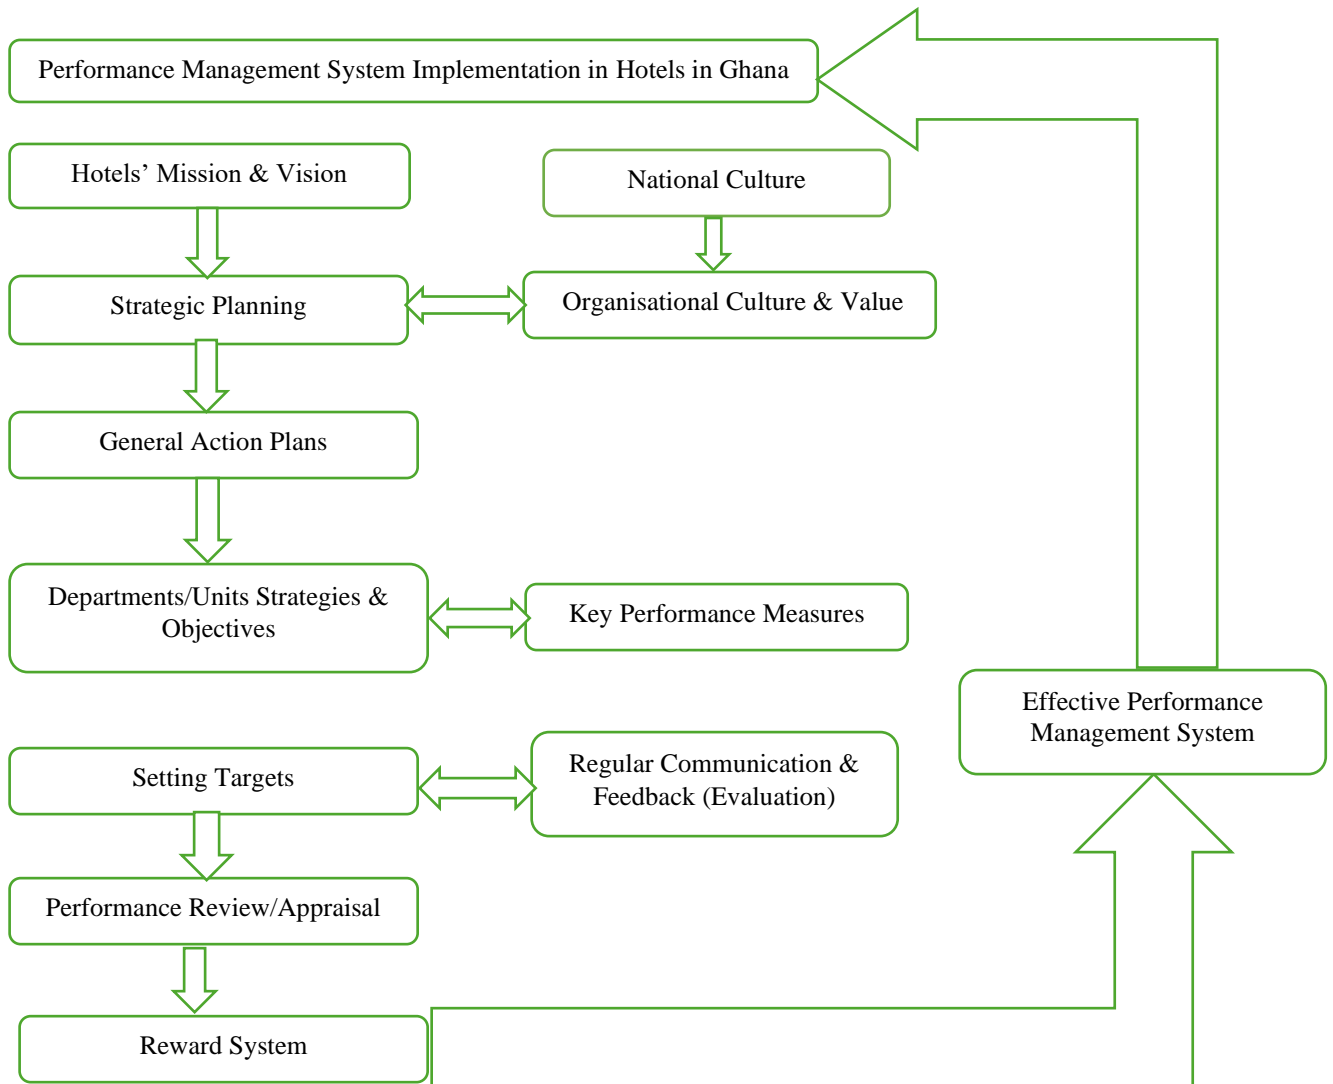 Performance Management System Implementation in Hotels in Ghana
Hotels’ Mission & Vision
National Culture
Strategic Planning
Organisational Culture & Value
General Action Plans
Departments/Units Strategies &
Objectives
Key Performance Measures
Effective Performance
Management System
Setting Targets
Regular Communication &
Feedback (Evaluation)
Performance Review/Appraisal
Reward System